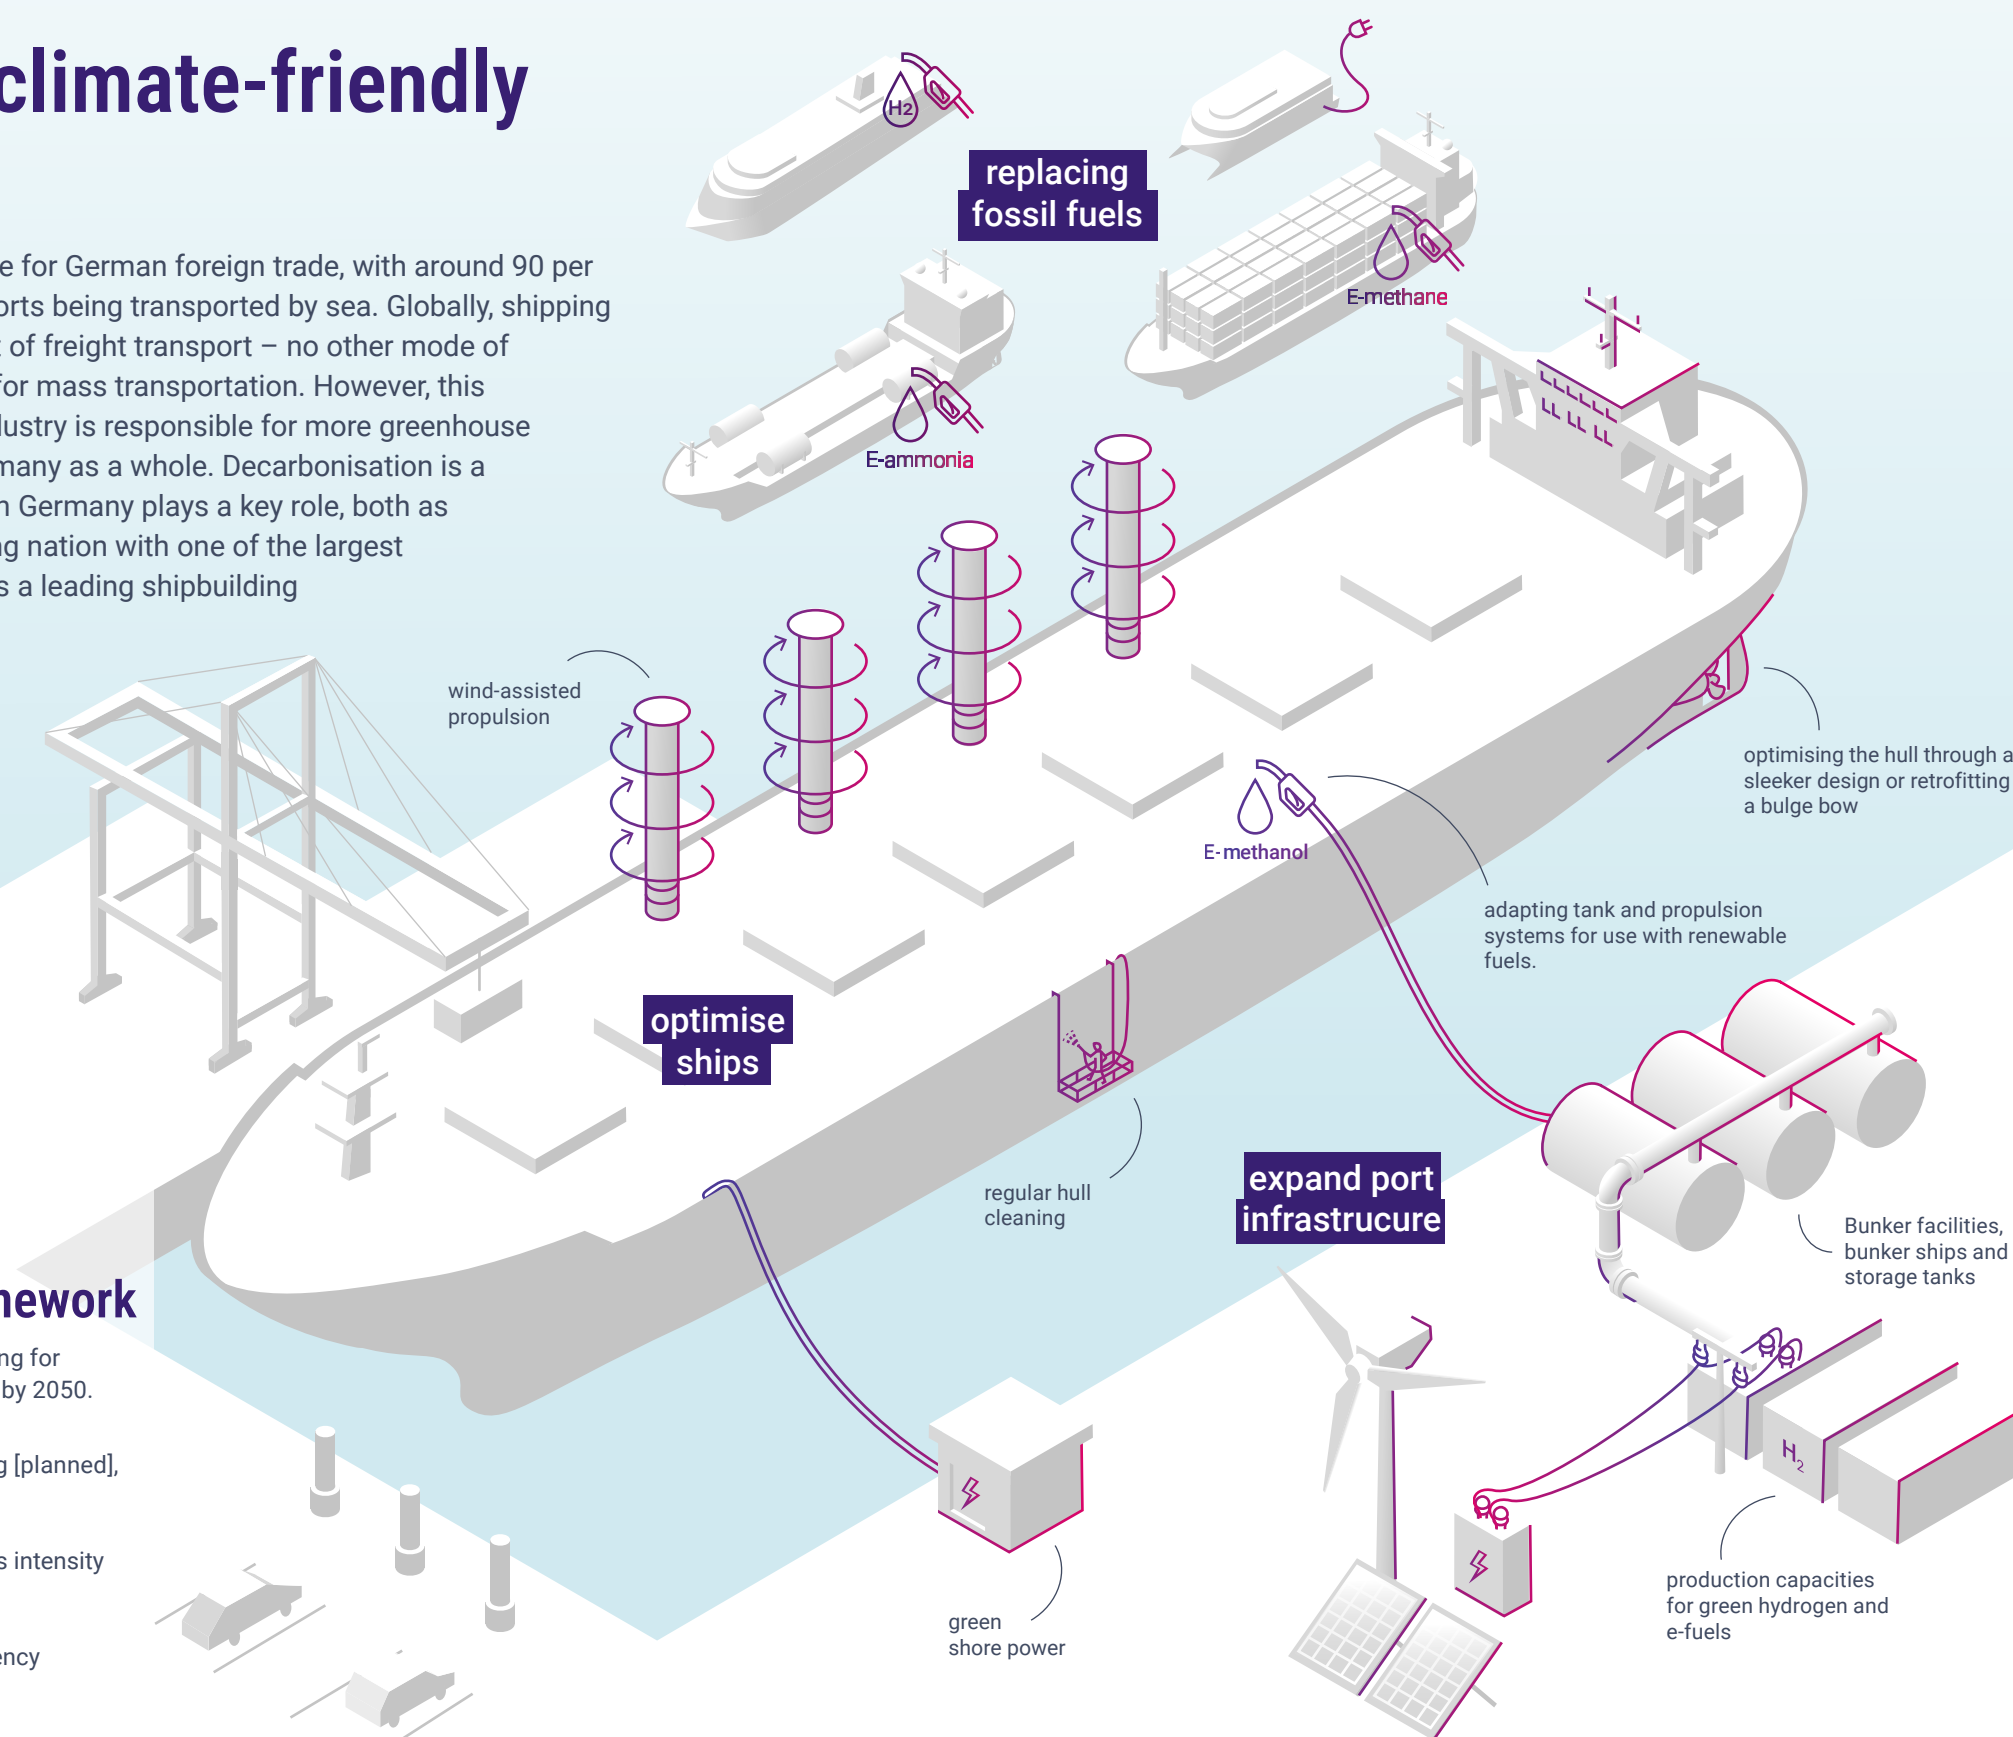 climate-friendly
e for German foreign trade, with around 90 per
orts being transported by sea. Globally, shipping
t of freight transport – no other mode of
for mass transportation. However, this
dustry is responsible for more greenhouse
many as a whole. Decarbonisation is a
n Germany plays a key role, both as
ng nation with one of the largest
s a leading shipbuilding
H2
replacing
fossil fuels
E-methane
E-ammonia
wind-assisted
propulsion
optimising the hull through a
sleeker design or retrofitting
a bulge bow
E-methanol
adapting tank and propulsion
systems for use with renewable
fuels.
optimise
ships
regular hull
cleaning
expand port
infrastrucure
Bunker facilities,
bunker ships and
storage tanks
nework
ng for
by 2050.
g [planned],
s intensity
ency
H2
green
shore power
production capacities
for green hydrogen and
e-fuels